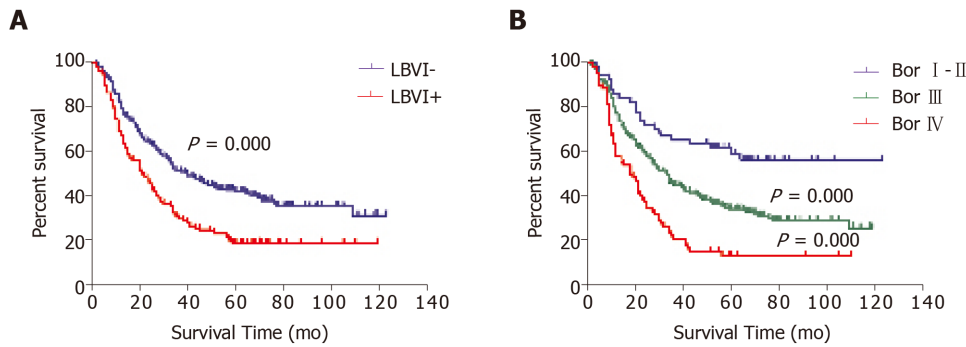 A
100
80
60
40
20
0
Percent survival
LBVI-
LBVI+
P = 0.000
0 20 40 60 80 100 120 140
Survival Time (mo)
B
100
80
60
40
20
0
Percent survival
Bor Ⅰ-Ⅱ
Bor Ⅲ
Bor Ⅳ
P = 0.000
P = 0.000
0 20 40 60 80 100 120 140
Survival Time (mo)